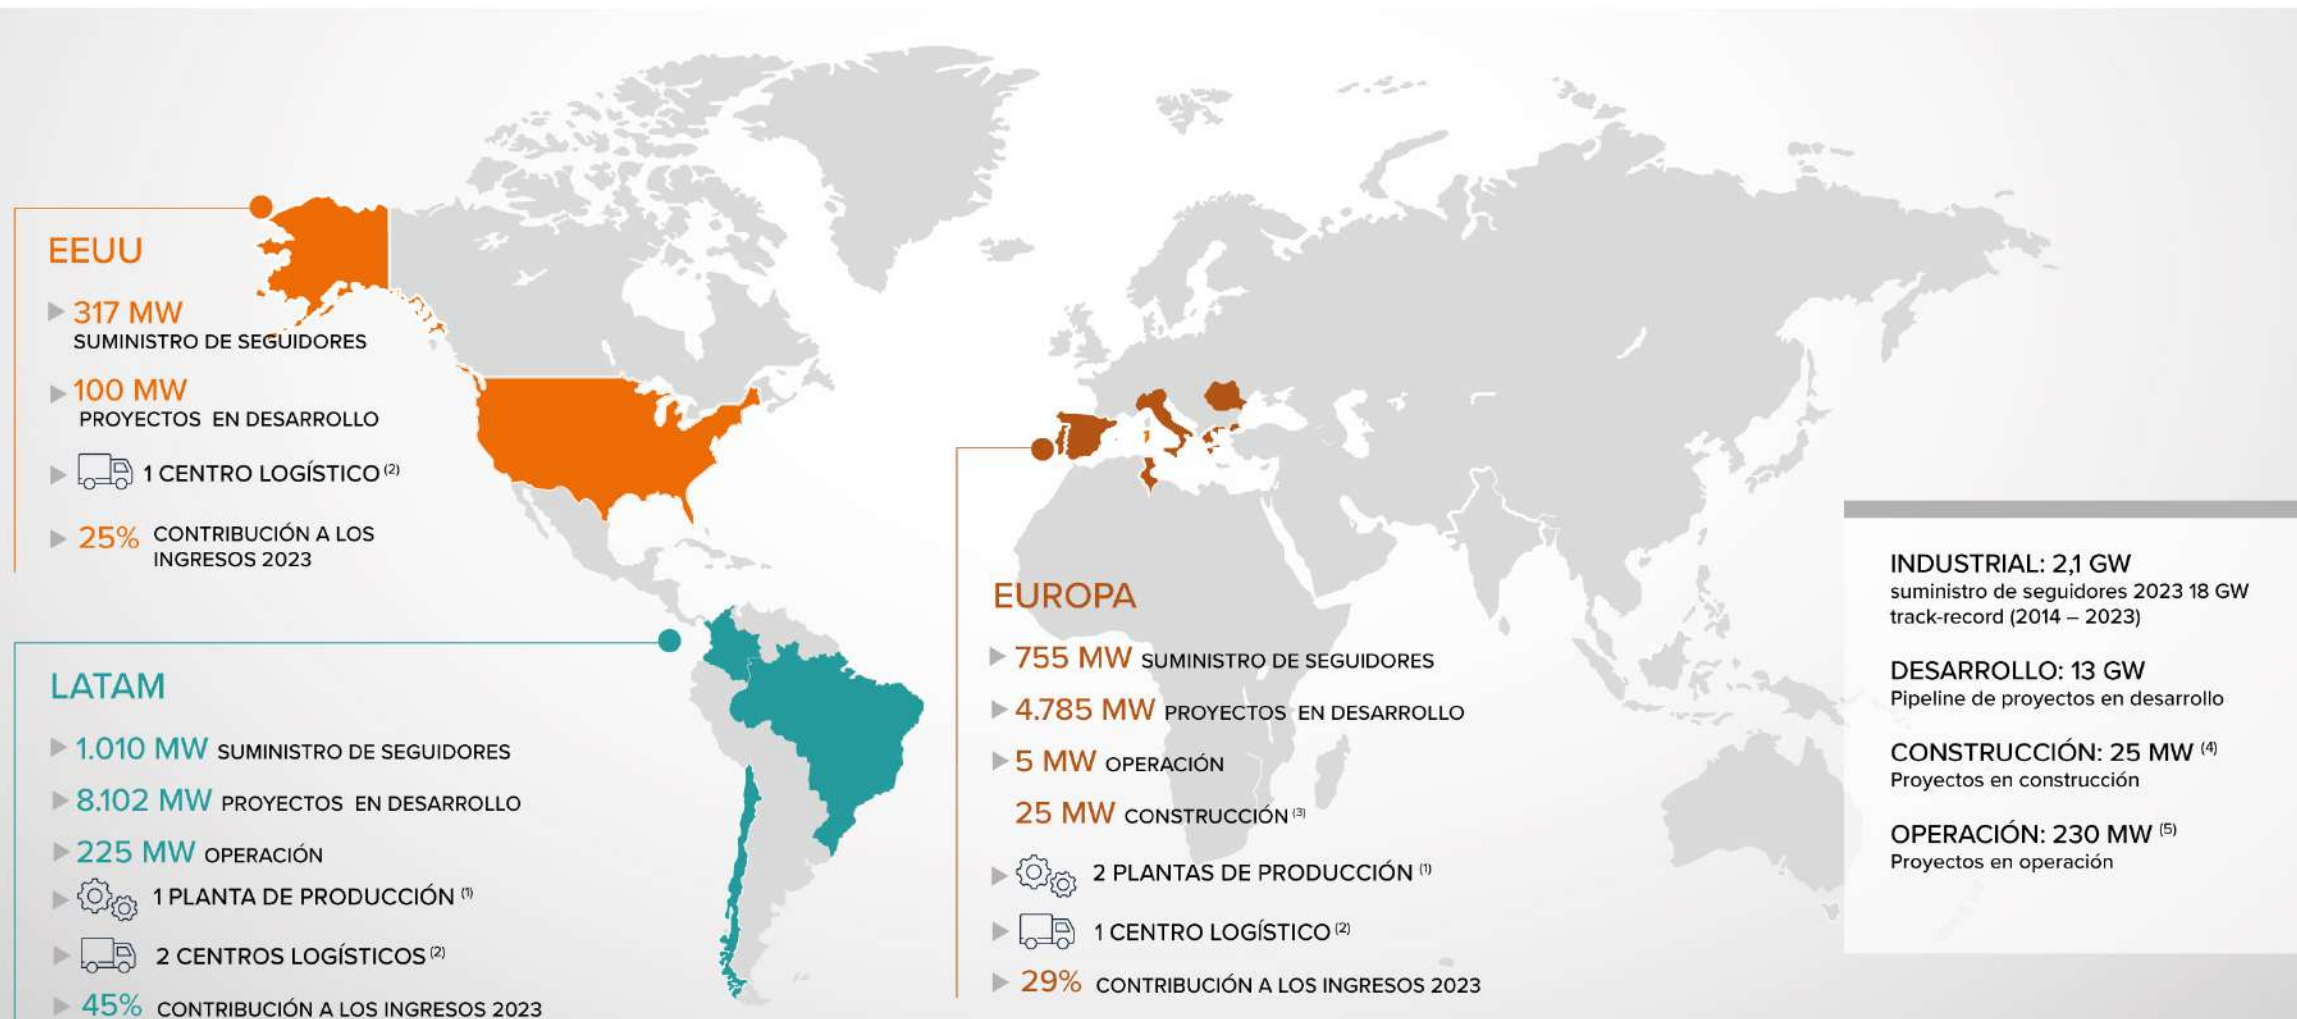 EEUU
317 MW
SUMINISTRO DE SEGUIDORES
100 MW
PROYECTOS EN DESARROLLO
1 CENTRO LOGÍSTICO (2)
25% CONTRIBUCIÓN A LOS
INGRESOS 2023
LATAM
1.010 MW SUMINISTRO DE SEGUIDORES
8.102 MW PROYECTOS EN DESARROLLO
225 MW OPERACIÓN
1 PLANTA DE PRODUCCIÓN (1)
2 CENTROS LOGÍSTICOS (2)
45% CONTRIBUCIÓN A LOS INGRESOS 2023
EUROPA
755 MW SUMINISTRO DE SEGUIDORES
4.785 MW PROYECTOS EN DESARROLLO
5 MW OPERACIÓN
25 MW CONSTRUCCIÓN (3)
2 PLANTAS DE PRODUCCIÓN (1)
1 CENTRO LOGÍSTICO (2)
29% CONTRIBUCIÓN A LOS INGRESOS 2023
INDUSTRIAL: 2,1 GW
suministro de seguidores 2023 18 GW
track-record (2014 – 2023)
DESARROLLO: 13 GW
Pipeline de proyectos en desarrollo
CONSTRUCCIÓN: 25 MW (4)
Proyectos en construcción
OPERACIÓN: 230 MW (5)
Proyectos en operación